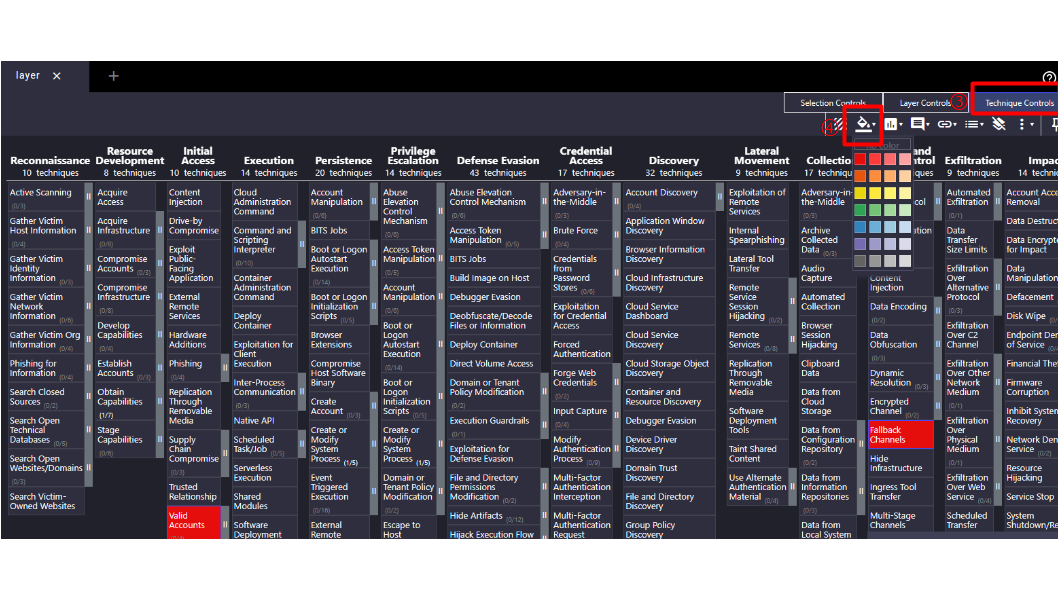 layer
Selection Controls
Layer Controls
③
Technique Controls
④
Reconnaissance
10 techniques
Active Scanning
(0/3)
Gather Victim
Host Information
(0/4)
Gather Victim
Identity
Information
(0/3)
Gather Victim
Network
Information
(0/6)
Gather Victim Org
Information
(0/4)
Phishing for
Information
(0/4)
Search Closed
Sources
(0/2)
Search Open
Technical
Databases
(0/5)
Search Open
Websites/Domains
(0/3)
Search Victim-
Owned Websites
Resource
Development
8 techniques
Acquire
Access
Acquire
Infrastructure
(0/8)
Compromise
Accounts
(0/3)
Compromise
Infrastructure
(0/8)
Develop
Capabilities
(0/4)
Establish
Accounts
(0/3)
Obtain
Capabilities
(1/7)
Stage
Capabilities
(0/6)
Initial
Access
10 techniques
Content
Injection
Drive-by
Compromise
Exploit
Public-
Facing
Application
External
Remote
Services
Hardware
Additions
Phishing
(0/4)
Replication
Through
Removable
Media
Supply
Chain
Compromise
(0/3)
Trusted
Relationship
Valid
Accounts
(0/4)
Execution
14 techniques
Cloud
Administration
Command
Command and
Scripting
Interpreter
(0/10)
Container
Administration
Command
Deploy
Container
Exploitation for
Client
Execution
Inter-Process
Communication
(0/3)
Native API
Scheduled
Task/Job
(0/5)
Serverless
Execution
Shared
Modules
Software
Deployment
Persistence
20 techniques
Account
Manipulation
(0/6)
BITS Jobs
Boot or Logon
Autostart
Execution
(0/14)
Boot or Logon
Initialization
Scripts
(0/5)
Browser
Extensions
Compromise
Host Software
Binary
Create
Account
(0/3)
Create or
Modify
System
Process
(1/5)
Event
Triggered
Execution
(0/16)
External
Remote
Privilege
Escalation
14 techniques
Abuse
Elevation
Control
Mechanism
(0/6)
Access Token
Manipulation
(0/5)
Account
Manipulation
(0/6)
Boot or
Logon
Autostart
Execution
(0/14)
Boot or
Logon
Initialization
Scripts
(0/5)
Create or
Modify
System
Process
(1/5)
Domain or
Tenant Policy
Modification
(0/2)
Escape to
Host
Defense Evasion
43 techniques
Abuse Elevation
Control Mechanism
(0/6)
Access Token
Manipulation
(0/5)
BITS Jobs
Build Image on Host
Debugger Evasion
Deobfuscate/Decode
Files or Information
Deploy Container
Direct Volume Access
Domain or Tenant
Policy Modification
(0/2)
Execution Guardrails
(0/1)
Exploitation for
Defense Evasion
File and Directory
Permissions
Modification
(0/2)
Hide Artifacts
(0/12)
Hijack Execution Flow
Credential
Access
17 techniques
Adversary-in-
the-Middle
(0/3)
Brute Force
(0/4)
Credentials
from
Password
Stores
(0/6)
Exploitation
for Credential
Access
Forced
Authentication
Forge Web
Credentials
(0/2)
Input Capture
(0/4)
Modify
Authentication
Process
(0/9)
Multi-Factor
Authentication
Interception
Multi-Factor
Authentication
Request
Discovery
32 techniques
Account Discovery
(0/4)
Application Window
Discovery
Browser Information
Discovery
Cloud Infrastructure
Discovery
Cloud Service
Dashboard
Cloud Service
Discovery
Cloud Storage Object
Discovery
Container and
Resource Discovery
Debugger Evasion
Device Driver
Discovery
Domain Trust
Discovery
File and Directory
Discovery
Group Policy
Discovery
Lateral
Movement
9 techniques
Exploitation of
Remote
Services
Internal
Spearphishing
Lateral Tool
Transfer
Remote
Service
Session
Hijacking
(0/2)
Remote
Services
(0/8)
Replication
Through
Removable
Media
Software
Deployment
Tools
Taint Shared
Content
Use Alternate
Authentication
Material
(0/4)
Collectio
17 techniqu
Adversary-in-
the-Middle
(0/3)
Archive
Collected
Data
(0/3)
Audio
Capture
Automated
Collection
Browser
Session
Hijacking
Clipboard
Data
Data from
Cloud
Storage
Data from
Configuration
Repository
(0/2)
Data from
Information
Repositories
(0/3)
Data from
Local System
no color
and
trol
ques
col
tion
Content
Injection
Data Encoding
(0/2)
Data
Obfuscation
(0/3)
Dynamic
Resolution
(0/3)
Encrypted
Channel
(0/2)
Fallback
Channels
Hide
Infrastructure
Ingress Tool
Transfer
Multi-Stage
Channels
Exfiltration
9 techniques
Automated
Exfiltration
(0/1)
Data
Transfer
Size Limits
Exfiltration
Over
Alternative
Protocol
(0/3)
Exfiltration
Over C2
Channel
Exfiltration
Over Other
Network
Medium
(0/1)
Exfiltration
Over
Physical
Medium
(0/1)
Exfiltration
Over Web
Service
(0/4)
Scheduled
Transfer
Impac
14 techniq
Account Acce
Removal
Data Destruct
Data Encrypte
for Impact
Data
Manipulation
Defacement
Disk Wipe
Endpoint Den
of Service
Financial Thef
Firmware
Corruption
Inhibit System
Recovery
Network Den
Service
Resource
Hijacking
Service Stop
System
Shutdown/Re